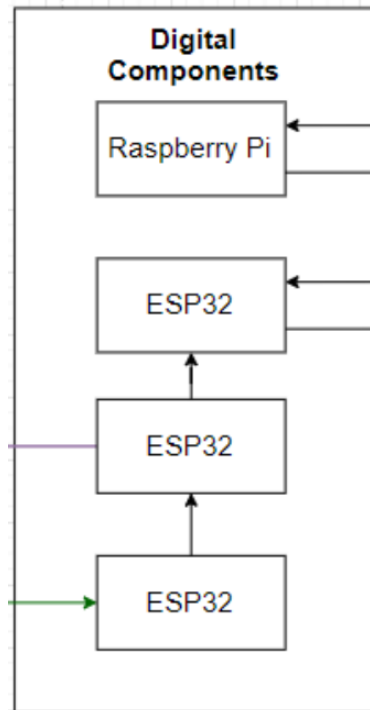 Digital
Components
Raspberry Pi
ESP32
ESP32
ESP32